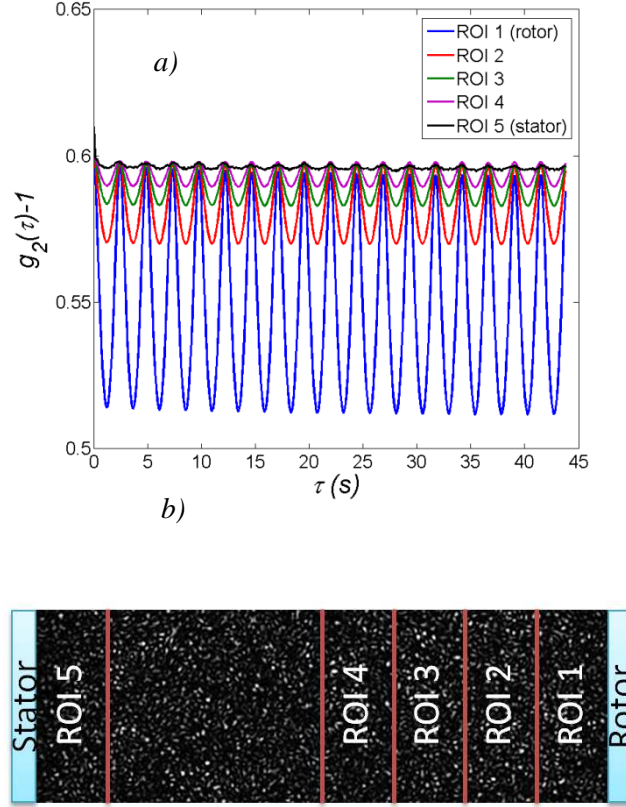 0.65
a)
ROI 1 (rotor)
ROI 2
ROI 3
ROI 4
ROI 5 (stator)
0.6
g₂(τ)-1
0.55
0.5
0 5 10 15 20 25 30 35 40 45
τ (s)
b)
Stator
ROI 5
ROI 4
ROI 3
ROI 2
ROI 1
Rotor